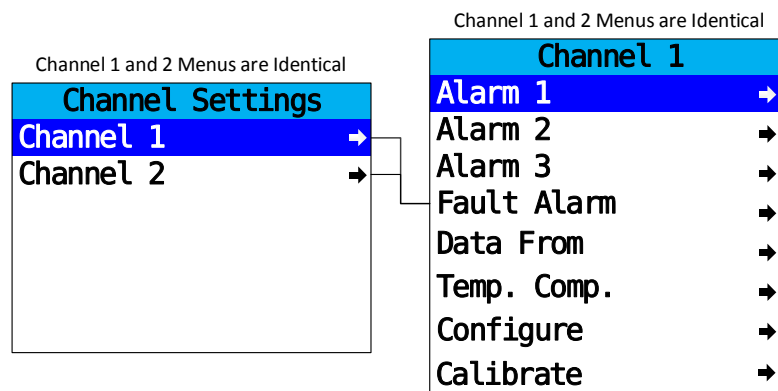 Channel 1 and 2 Menus are Identical
Channel Settings
Channel 1
Channel 2
Channel 1 and 2 Menus are Identical
Channel 1
Alarm 1
Alarm 2
Alarm 3
Fault Alarm
Data From
Temp. Comp.
Configure
Calibrate